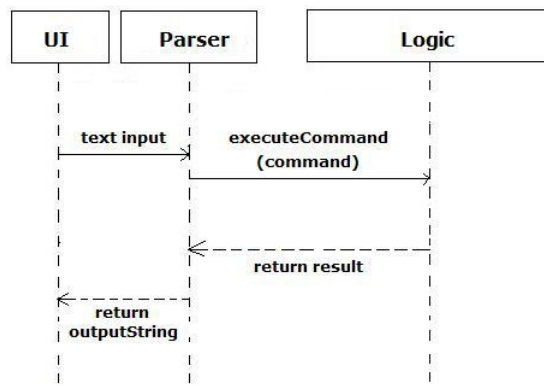 UI
Parser
Logic
text input
executeCommand
(command)
return result
return
outputString